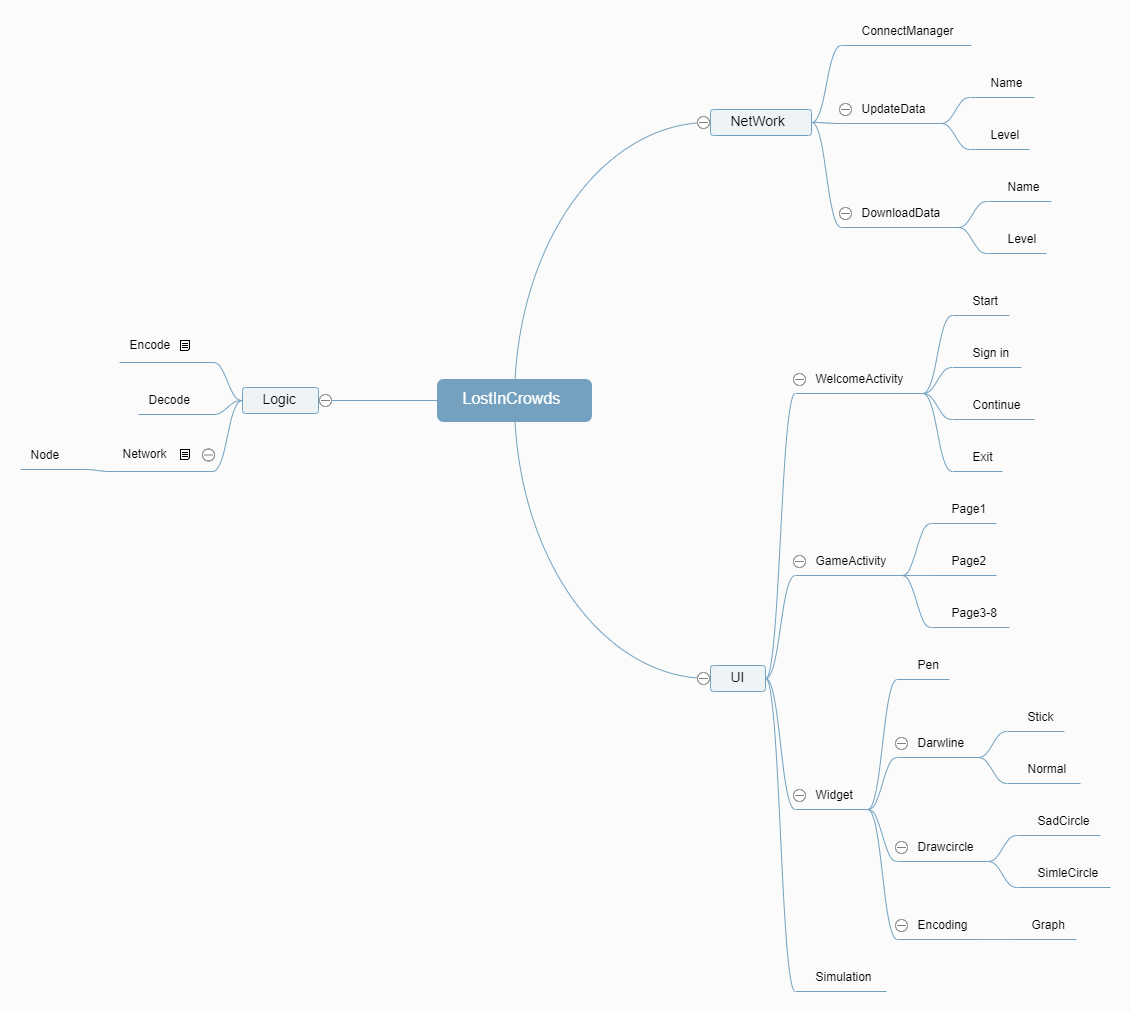 LostInCrowds
NetWork
ConnectManager
UpdateData
Name
Level
DownloadData
Name
Level
Logic
Encode
Decode
Network
Node
UI
WelcomeActivity
Start
Sign in
Continue
Exit
GameActivity
Page1
Page2
Page3-8
Widget
Pen
Darwline
Stick
Normal
Drawcircle
SadCircle
SimleCircle
Encoding
Graph
Simulation